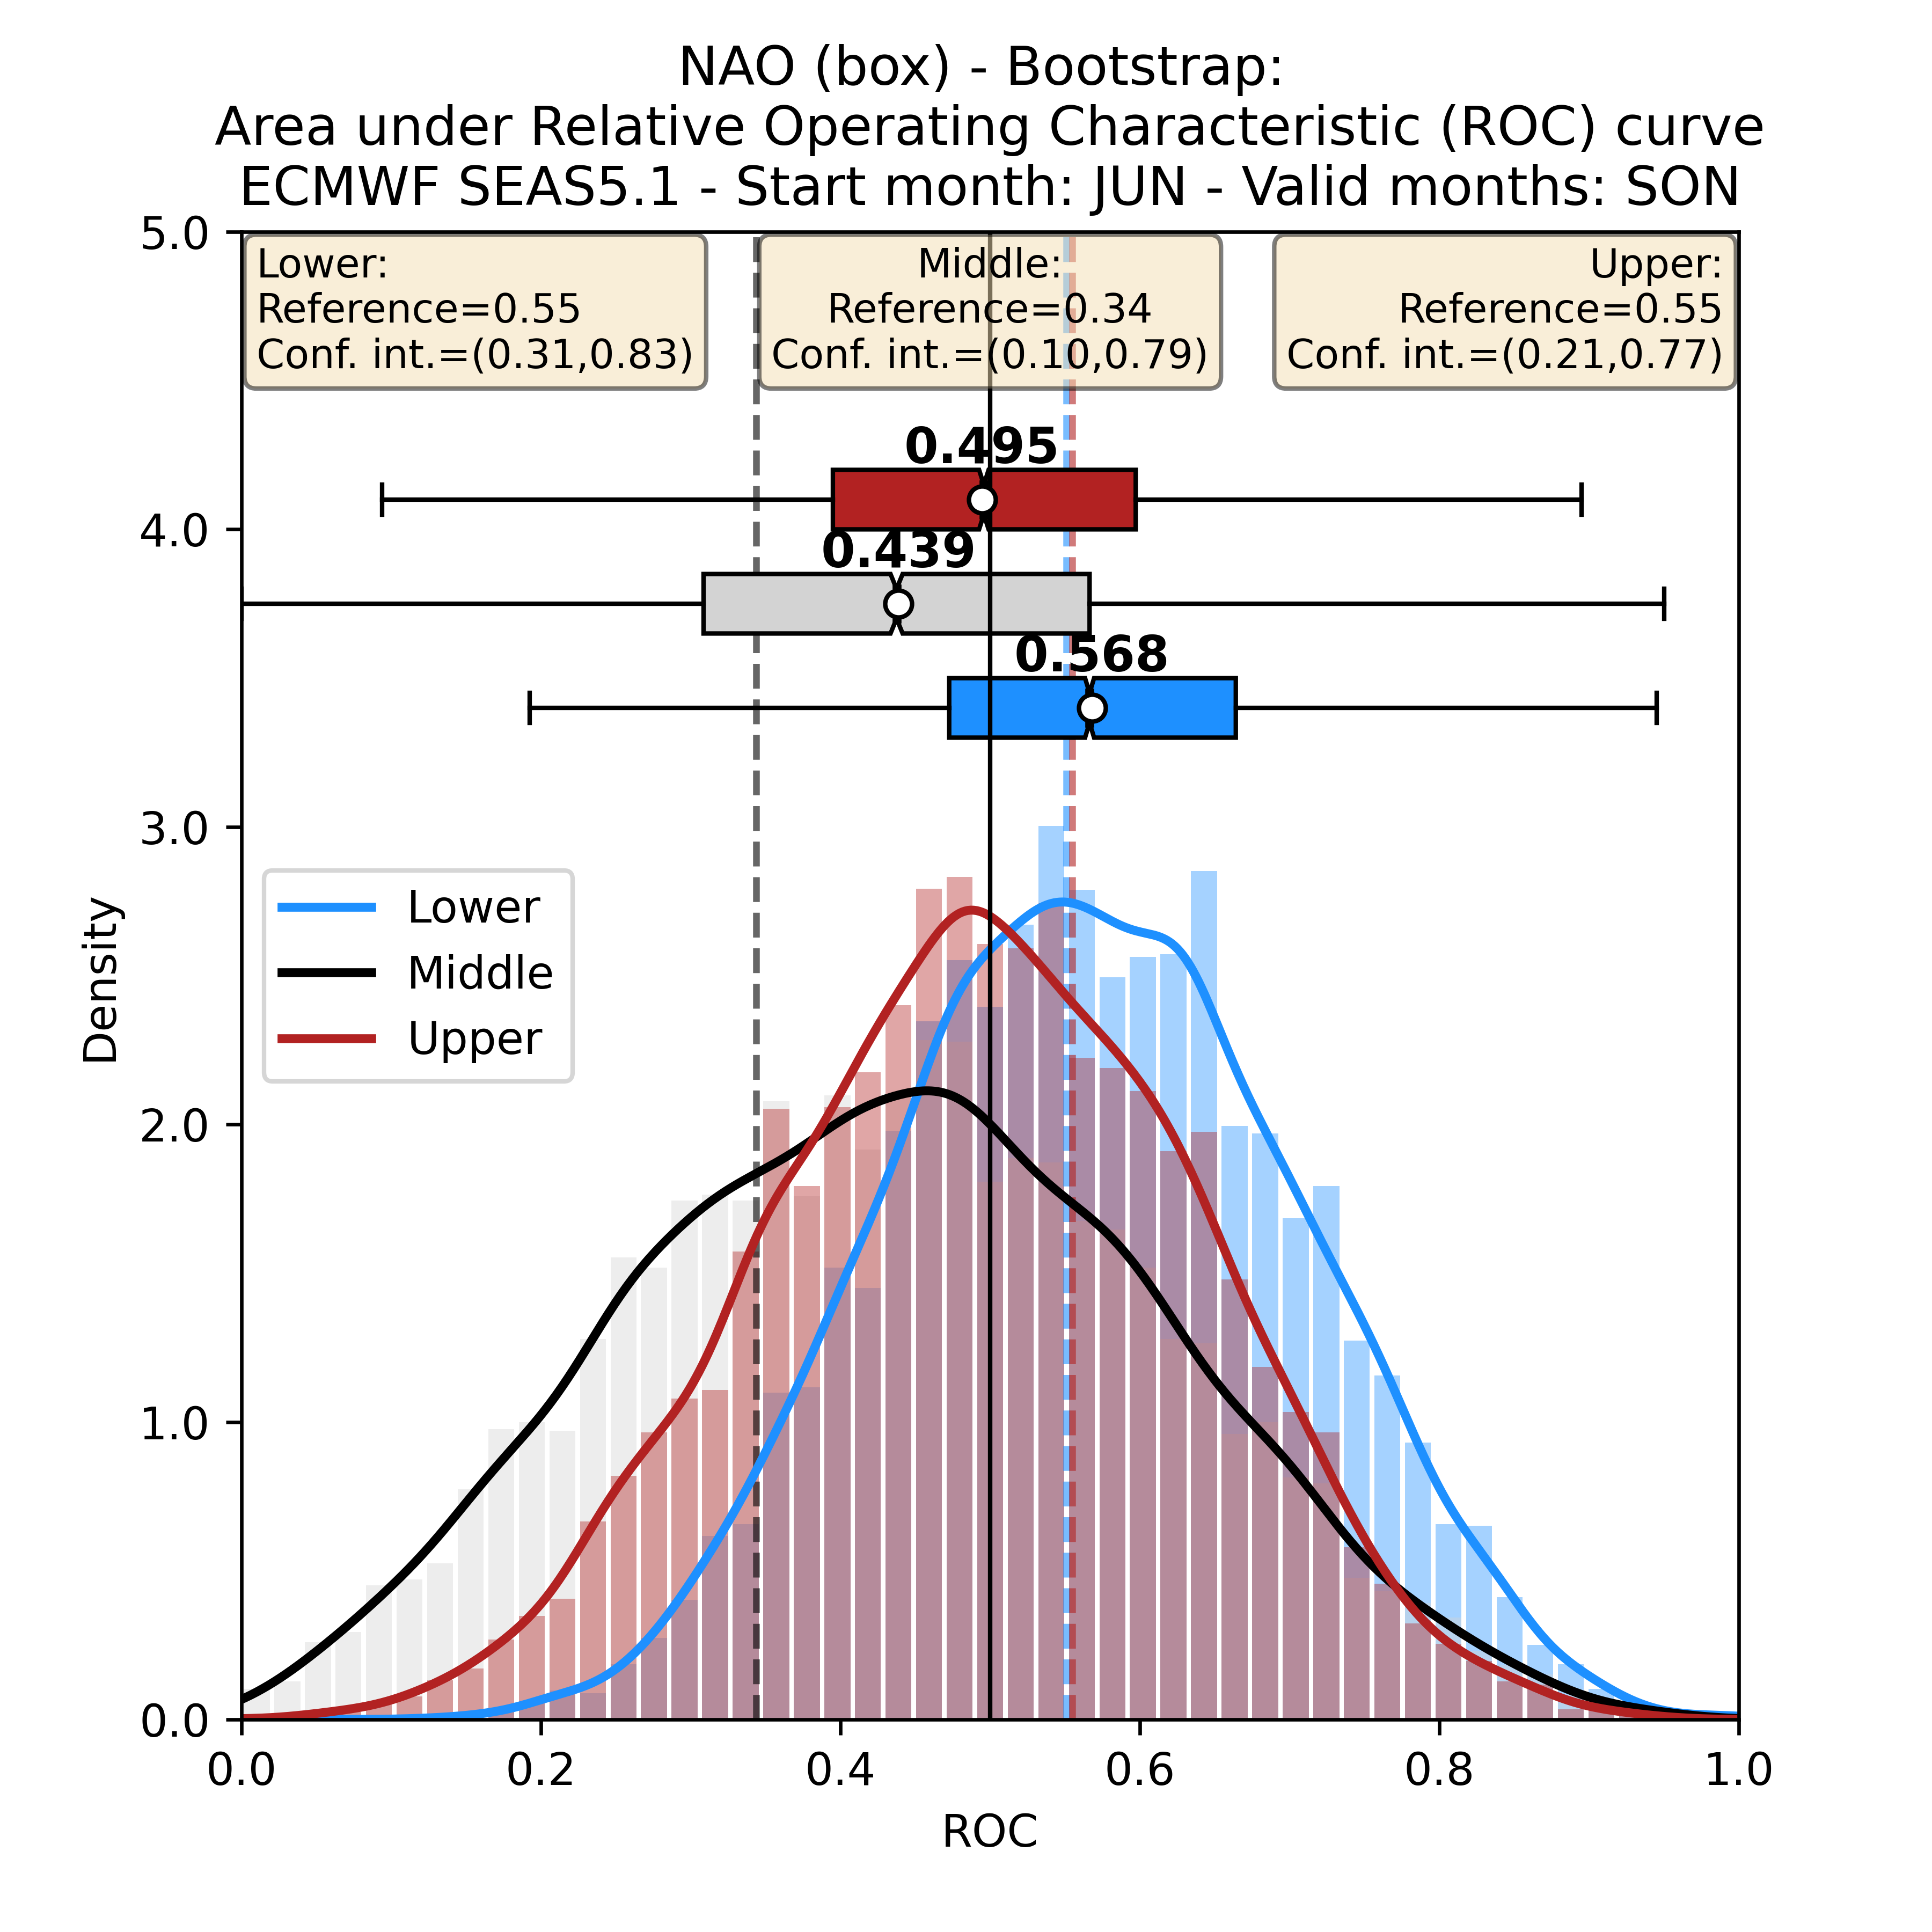 NAO (box) - Bootstrap:
Area under Relative Operating Characteristic (ROC) curve
ECMWF SEAS5.1 - Start month: JUN - Valid months: SON
Lower:
Reference=0.55
Conf. int.=(0.31,0.83)
Middle:
Reference=0.34
Conf. int.=(0.10,0.79)
Upper:
Reference=0.55
Conf. int.=(0.21,0.77)
0.495
0.439
0.568
5.0
4.0
3.0
2.0
1.0
0.0
Density
Lower
Middle
Upper
0.0
0.2
0.4
0.6
0.8
1.0
ROC